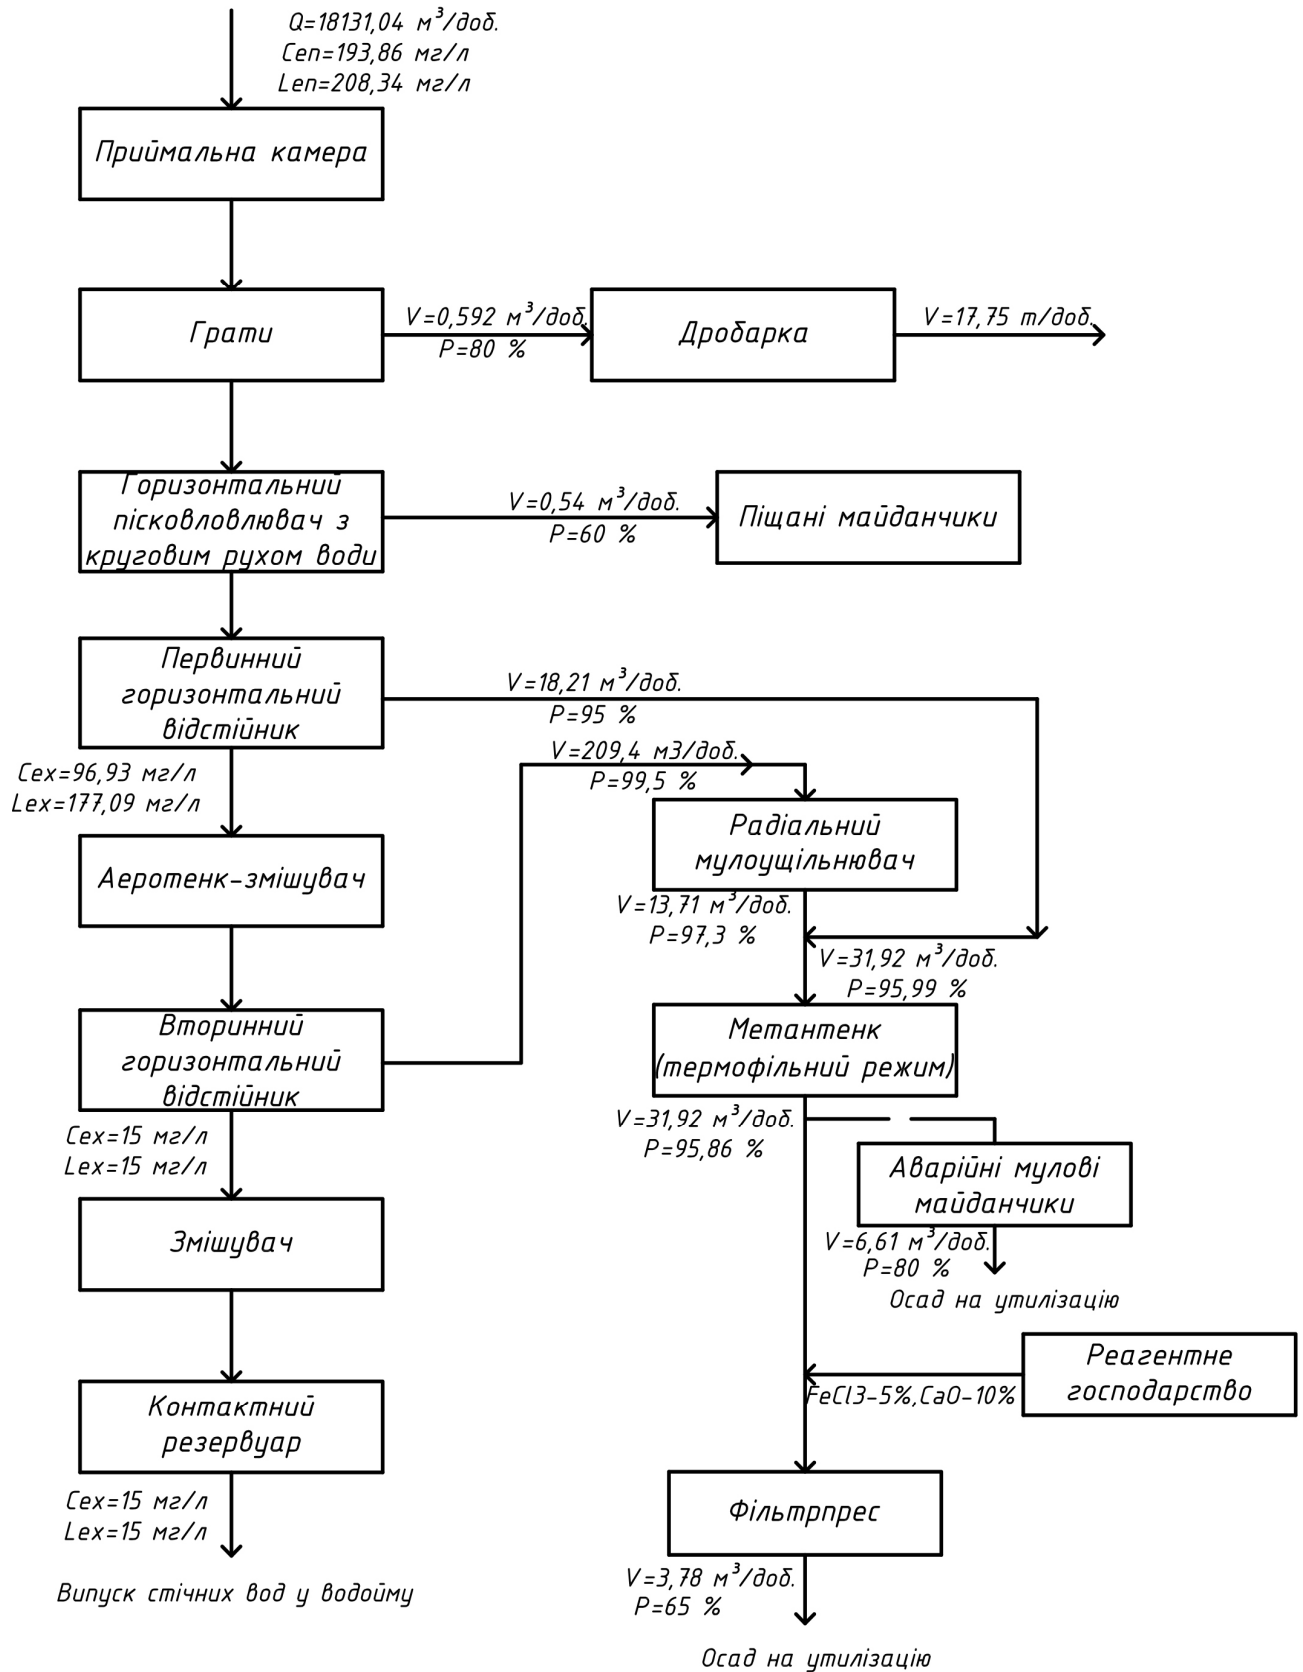 Q=18131,04 м³/доб.
Cen=193,86 мг/л
Len=208,34 мг/л
Приймальна камера
Грати
V=0,592 м³/доб.
P=80 %
Дробарка
V=17,75 т/доб.
Горизонтальний
пісковловлювач з
круговим рухом води
V=0,54 м³/доб.
P=60 %
Піщані майданчики
Первинний
горизонтальний
відстійник
V=18,21 м³/доб.
P=95 %
Cex=96,93 мг/л
Lex=177,09 мг/л
V=209,4 м3/доб.
P=99,5 %
Радіальний
мулоущільнювач
Аеротенк-змішувач
V=13,71 м³/доб.
P=97,3 %
V=31,92 м³/доб.
P=95,99 %
Вторинний
горизонтальний
відстійник
Метантенк
(термофільний режим)
Cex=15 мг/л
Lex=15 мг/л
V=31,92 м³/доб.
P=95,86 %
Аварійні мулові
майданчики
V=6,61 м³/доб.
P=80 %
Осад на утилізацію
Змішувач
Реагентне
господарство
FeCl3-5%,CaO-10%
Контактний
резервуар
Cex=15 мг/л
Lex=15 мг/л
Випуск стічних вод у водойму
Фільтрпрес
V=3,78 м³/доб.
P=65 %
Осад на утилізацію